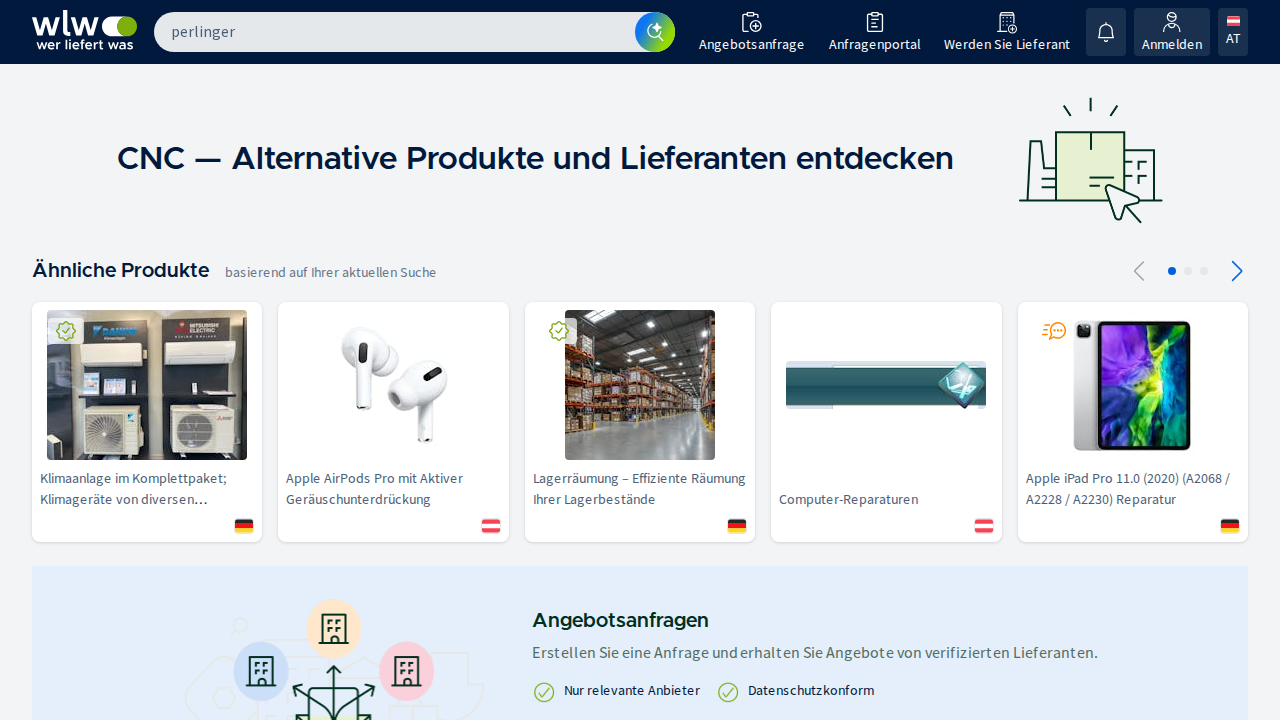 wlw
wer liefert was
perlinger
Angebotsanfrage
Anfragenportal
Werden Sie Lieferant
Anmelden
AT
CNC — Alternative Produkte und Lieferanten entdecken
Ähnliche Produkte
basierend auf Ihrer aktuellen Suche
DAIKIN
MITSUBISHI
ELECTRIC
Klimaanlage im Komplettpaket;
Klimageräte von diversen…
Apple AirPods Pro mit Aktiver
Geräuschunterdrückung
Lagerräumung – Effiziente Räumung
Ihrer Lagerbestände
Computer-Reparaturen
Apple iPad Pro 11.0 (2020) (A2068 /
A2228 / A2230) Reparatur
Angebotsanfragen
Erstellen Sie eine Anfrage und erhalten Sie Angebote von verifizierten Lieferanten.
Nur relevante Anbieter
Datenschutzkonform